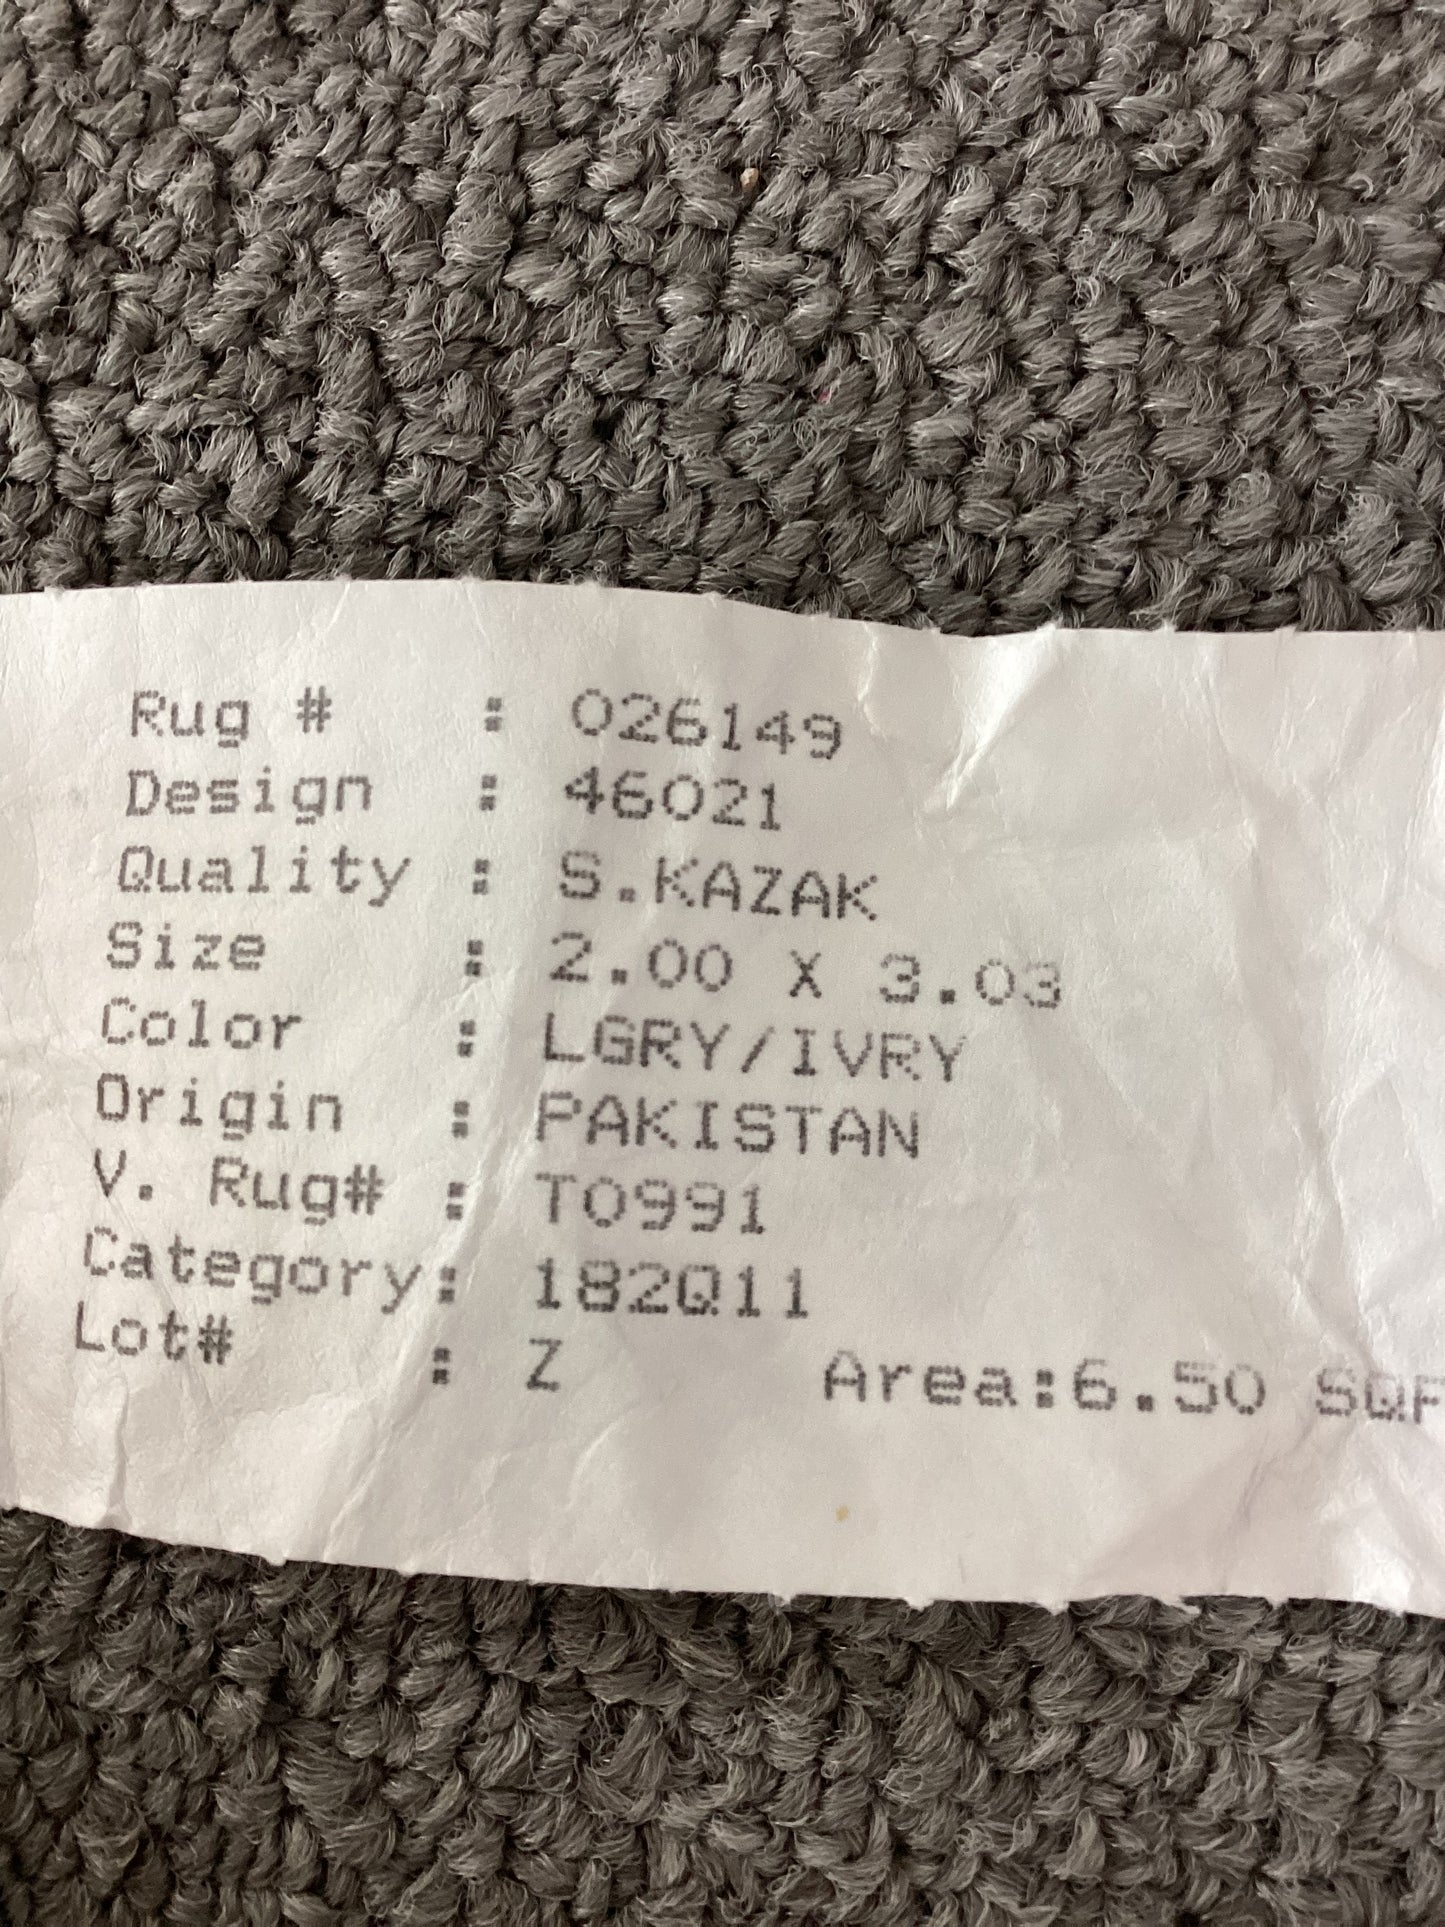 Rug # : 026149
Design : 46021
Quality : S.KAZAK
Size : 2.00 X 3.03
Color : LGRY/IVRY
Origin : PAKISTAN
V. Rug# : T0991
Category: 182Q11
Lot# : Z Area:6.50 SQF